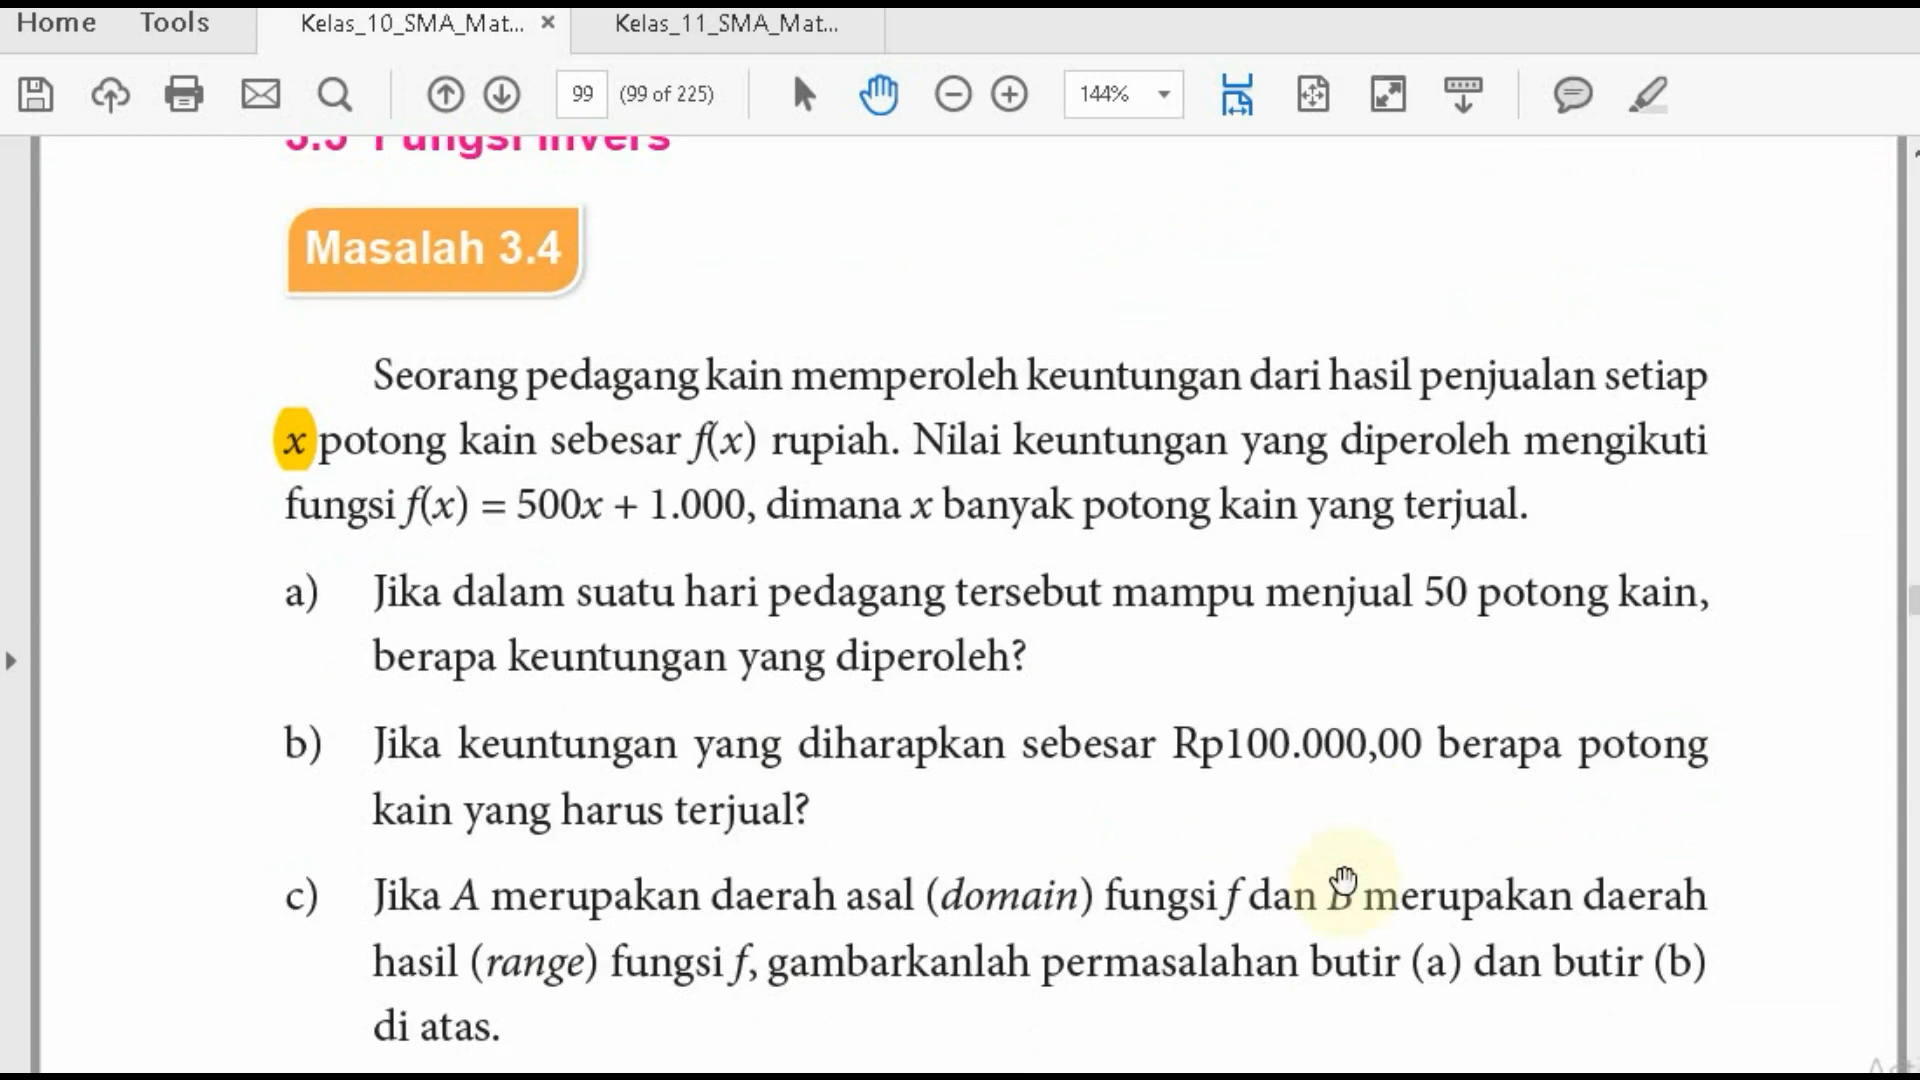 Home Tools Kelas_10_SMA_Mat... × Kelas_11_SMA_Mat...
99 (99 of 225) 144%
3.5 Fungsi Invers
Masalah 3.4
Seorang pedagang kain memperoleh keuntungan dari hasil penjualan setiap
x potong kain sebesar f(x) rupiah. Nilai keuntungan yang diperoleh mengikuti
fungsi f(x) = 500x + 1.000, dimana x banyak potong kain yang terjual.
a) Jika dalam suatu hari pedagang tersebut mampu menjual 50 potong kain,
berapa keuntungan yang diperoleh?
b) Jika keuntungan yang diharapkan sebesar Rp100.000,00 berapa potong
kain yang harus terjual?
c) Jika A merupakan daerah asal (domain) fungsi f dan B merupakan daerah
hasil (range) fungsi f, gambarkanlah permasalahan butir (a) dan butir (b)
di atas.